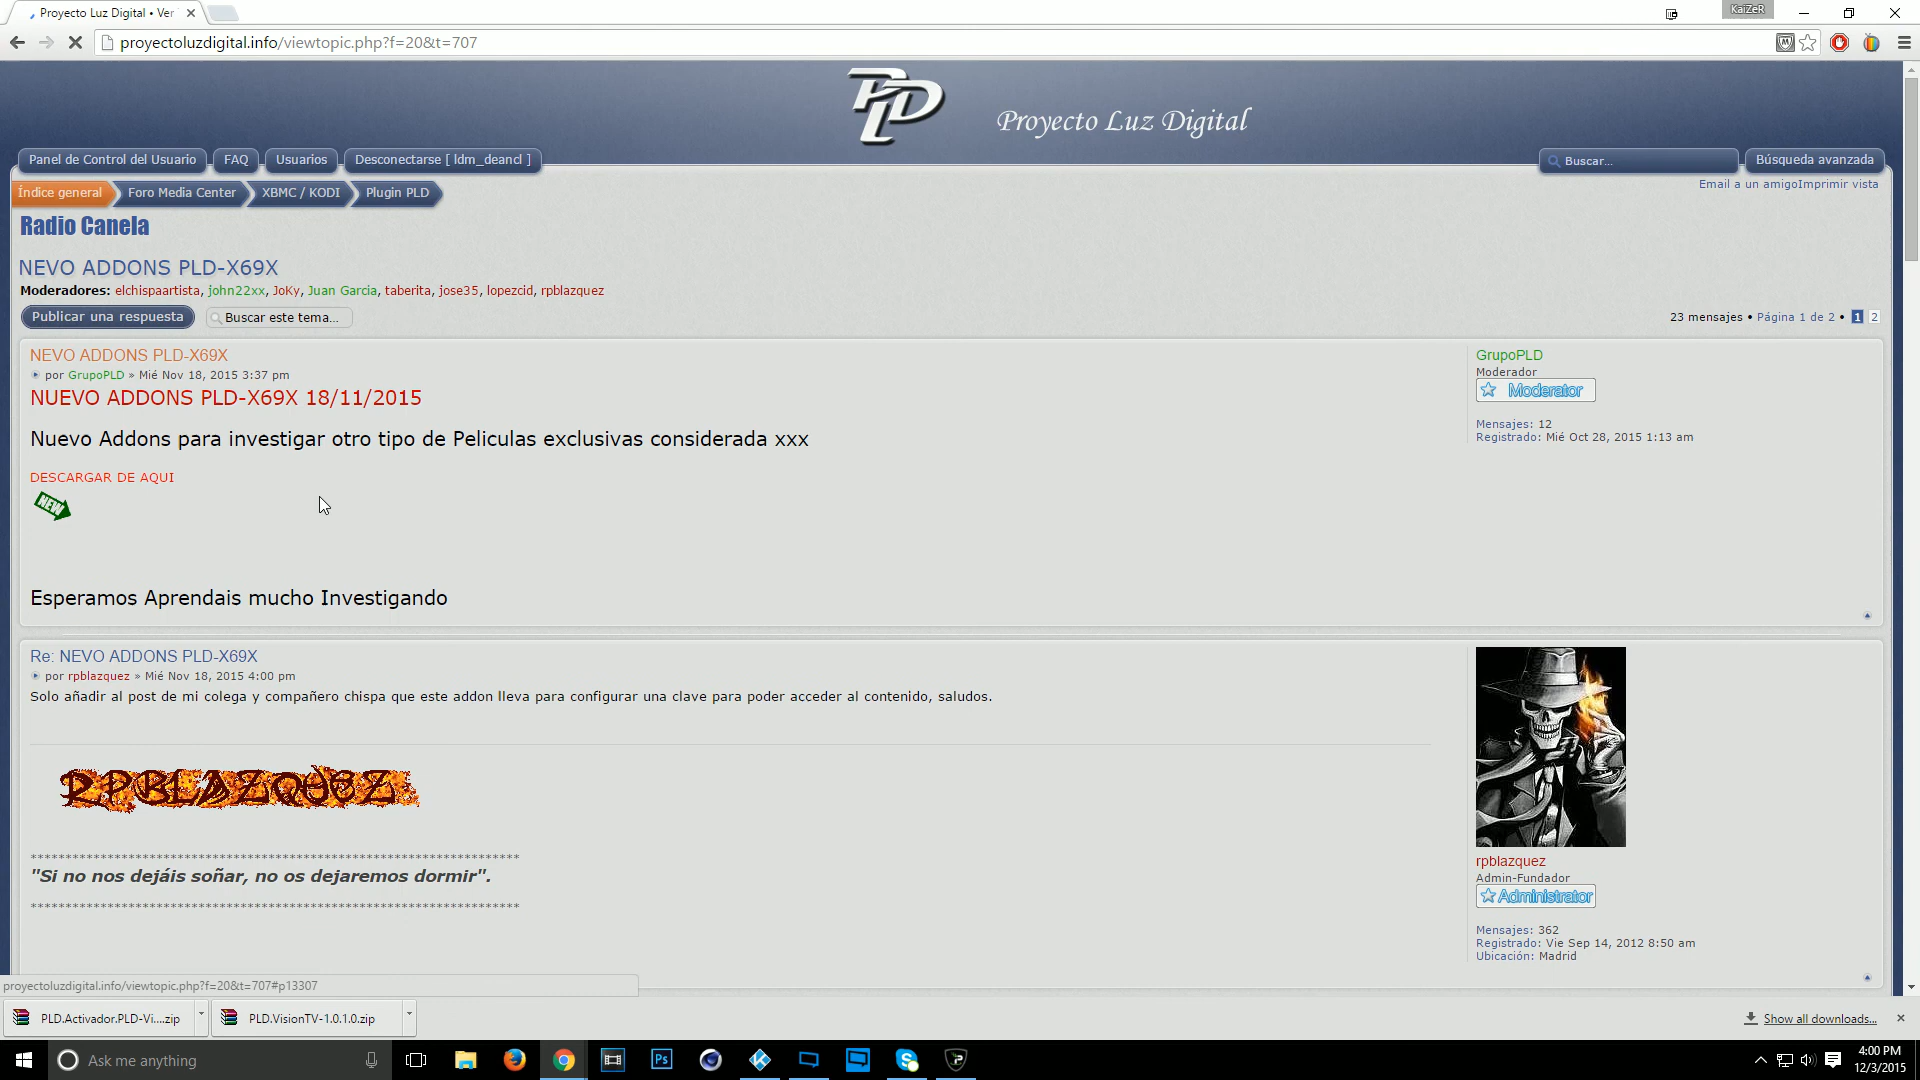 Proyecto Luz Digital • Ver
KaiZeR
proyectoluzdigital.info/viewtopic.php?f=20&t=707
PLD
Proyecto Luz Digital
Panel de Control del Usuario
FAQ
Usuarios
Desconectarse [ ldm_deancl ]
Buscar...
Búsqueda avanzada
Índice general
Foro Media Center
XBMC / KODI
Plugin PLD
Email a un amigoImprimir vista
Radio Canela
NEVO ADDONS PLD-X69X
Moderadores: elchispaartista, john22xx, JoKy, Juan Garcia, taberita, jose35, lopezcid, rpblazquez
Publicar una respuesta
Buscar este tema...
23 mensajes • Página 1 de 2 • 1 2
NEVO ADDONS PLD-X69X
por GrupoPLD » Mié Nov 18, 2015 3:37 pm
NUEVO ADDONS PLD-X69X 18/11/2015
Nuevo Addons para investigar otro tipo de Peliculas exclusivas considerada xxx
DESCARGAR DE AQUI
NEW
Esperamos Aprendais mucho Investigando
GrupoPLD
Moderador
Moderator
Mensajes: 12
Registrado: Mié Oct 28, 2015 1:13 am
Re: NEVO ADDONS PLD-X69X
por rpblazquez » Mié Nov 18, 2015 4:00 pm
Solo añadir al post de mi colega y compañero chispa que este addon lleva para configurar una clave para poder acceder al contenido, saludos.
RPBLAZQUEZ
**********************************************************************
"Si no nos dejáis soñar, no os dejaremos dormir".
**********************************************************************
rpblazquez
Admin-Fundador
Administrator
Mensajes: 362
Registrado: Vie Sep 14, 2012 8:50 am
Ubicación: Madrid
proyectoluzdigital.info/viewtopic.php?f=20&t=707#p13307
PLD.Activador.PLD-Vi....zip
PLD.VisionTV-1.0.1.0.zip
Show all downloads...
Ask me anything
Ps
4:00 PM
12/3/2015